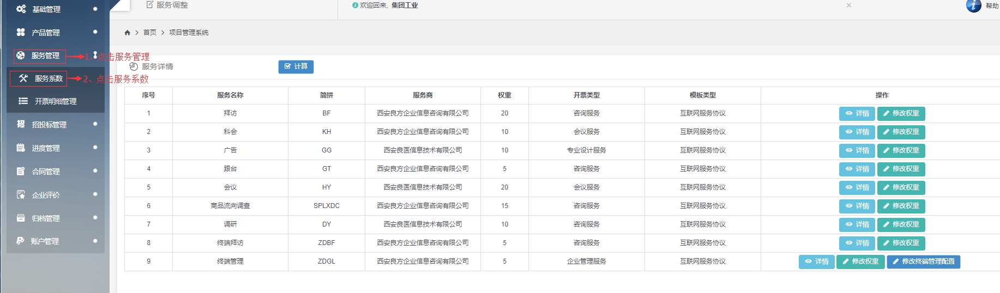 服务调整
欢迎回来, 集团工业
×
帮助
首页 项目管理系统
基础管理
产品管理
服务管理
1、点击服务管理
服务系数
2、点击服务系数
开票明细管理
招投标管理
进度管理
合同管理
企业评价
归档管理
账户管理
服务详情
计算
序号 服务名称 简拼 服务商 权重 开票类型 模板类型 操作
1 拜访 BF 西安良方企业信息咨询有限公司 20 咨询服务 互联网服务协议 详情 修改权重
2 科会 KH 西安良方企业信息咨询有限公司 10 会议服务 互联网服务协议 详情 修改权重
3 广告 GG 西安良医信息技术有限公司 10 专业设计服务 互联网服务协议 详情 修改权重
4 跟台 GT 西安良方企业信息咨询有限公司 5 咨询服务 互联网服务协议 详情 修改权重
5 会议 HY 西安良医信息技术有限公司 20 会议服务 互联网服务协议 详情 修改权重
6 商品流向调查 SPLXDC 西安良方企业信息咨询有限公司 15 咨询服务 互联网服务协议 详情 修改权重
7 调研 DY 西安良医信息技术有限公司 10 咨询服务 互联网服务协议 详情 修改权重
8 终端拜访 ZDBF 西安良方企业信息咨询有限公司 5 咨询服务 互联网服务协议 详情 修改权重
9 终端管理 ZDGL 西安良方企业信息咨询有限公司 5 企业管理服务 互联网服务协议 详情 修改权重 修改终端管理配置